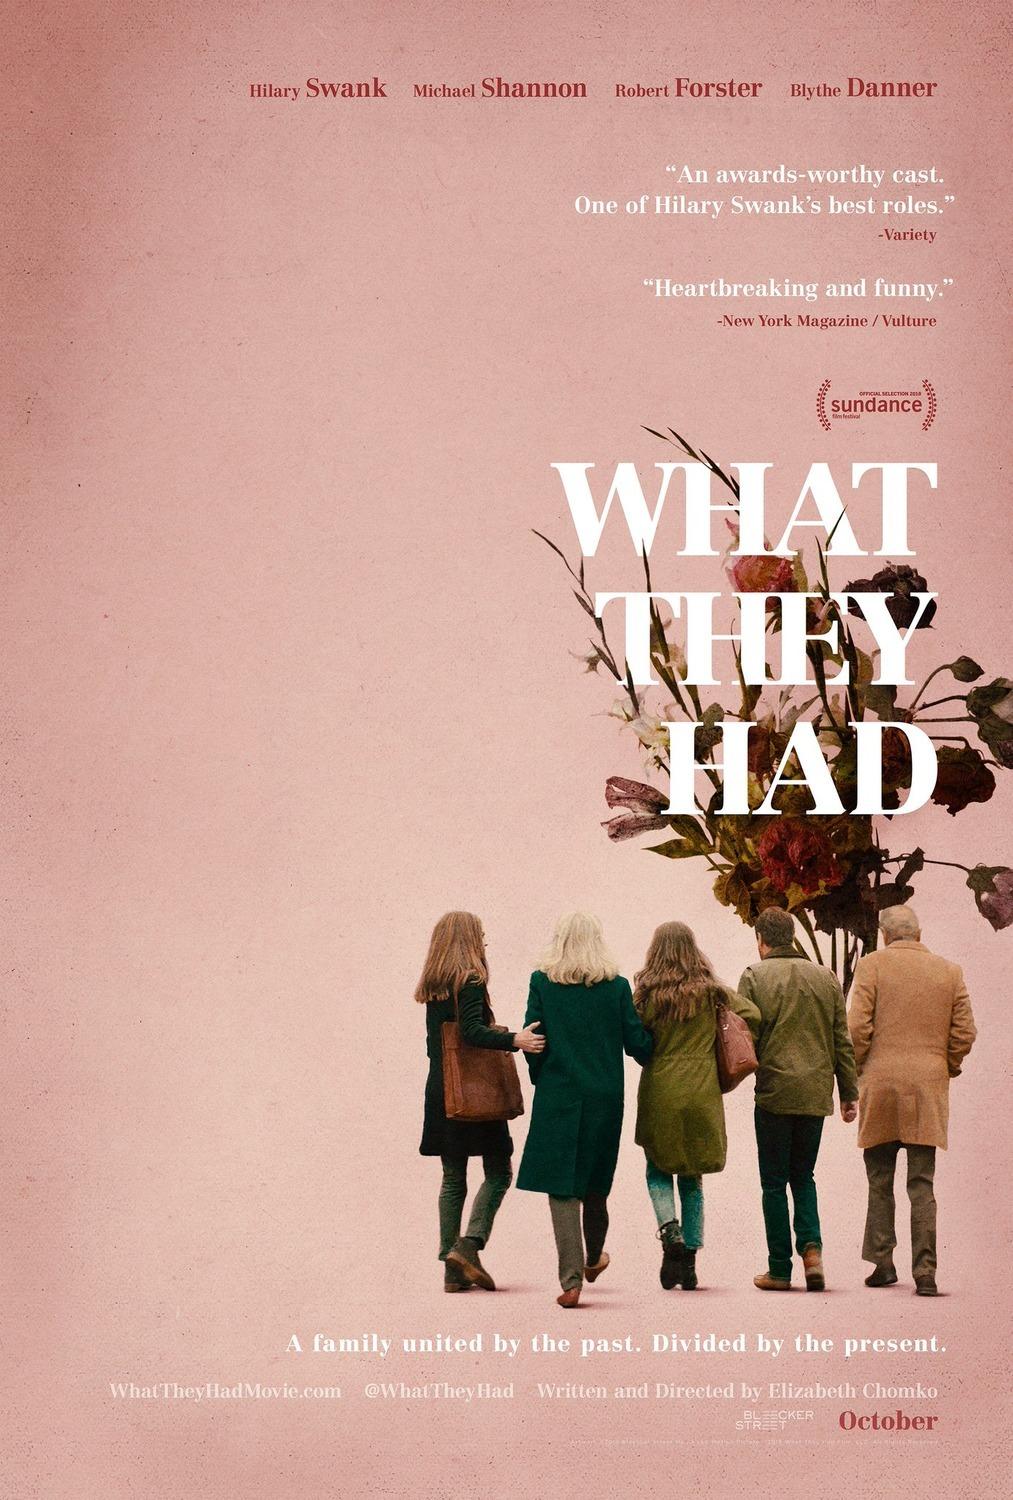 Hilary Swank Michael Shannon Robert Forster Blythe Danner
“An awards-worthy cast.
One of Hilary Swank’s best roles.”
-Variety
“Heartbreaking and funny.”
-New York Magazine / Vulture
OFFICIAL SELECTION 2018
sundance
film festival
WHAT
THEY
HAD
A family united by the past. Divided by the present.
WhatTheyHadMovie.com @WhatTheyHad Written and Directed by Elizabeth Chomko
BLEECKER
STREET
October